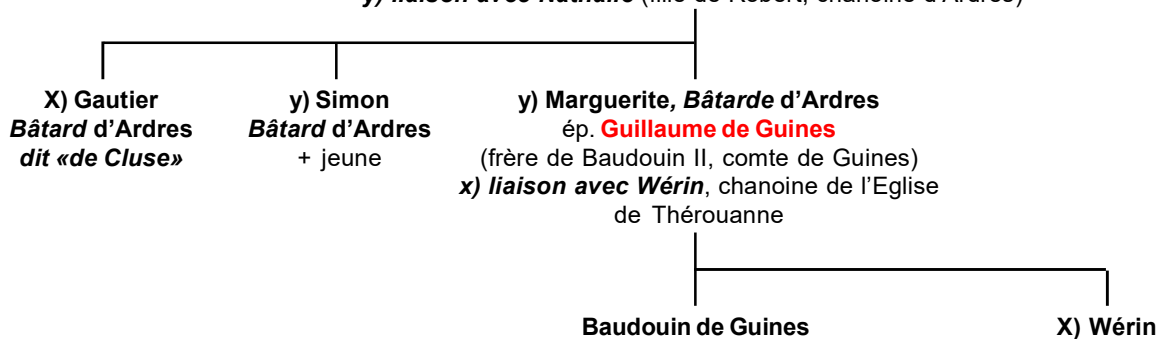 y) liaison avec Nathalie (fille de Robert, chanoine d'Ardres)
X) Gautier
Bâtard d'Ardres
dit «de Cluse»
y) Simon
Bâtard d'Ardres
+ jeune
y) Marguerite, Bâtarde d'Ardres
ép. Guillaume de Guines
(frère de Baudouin II, comte de Guines)
x) liaison avec Wérin, chanoine de l'Eglise
de Thérouanne
Baudouin de Guines
X) Wérin